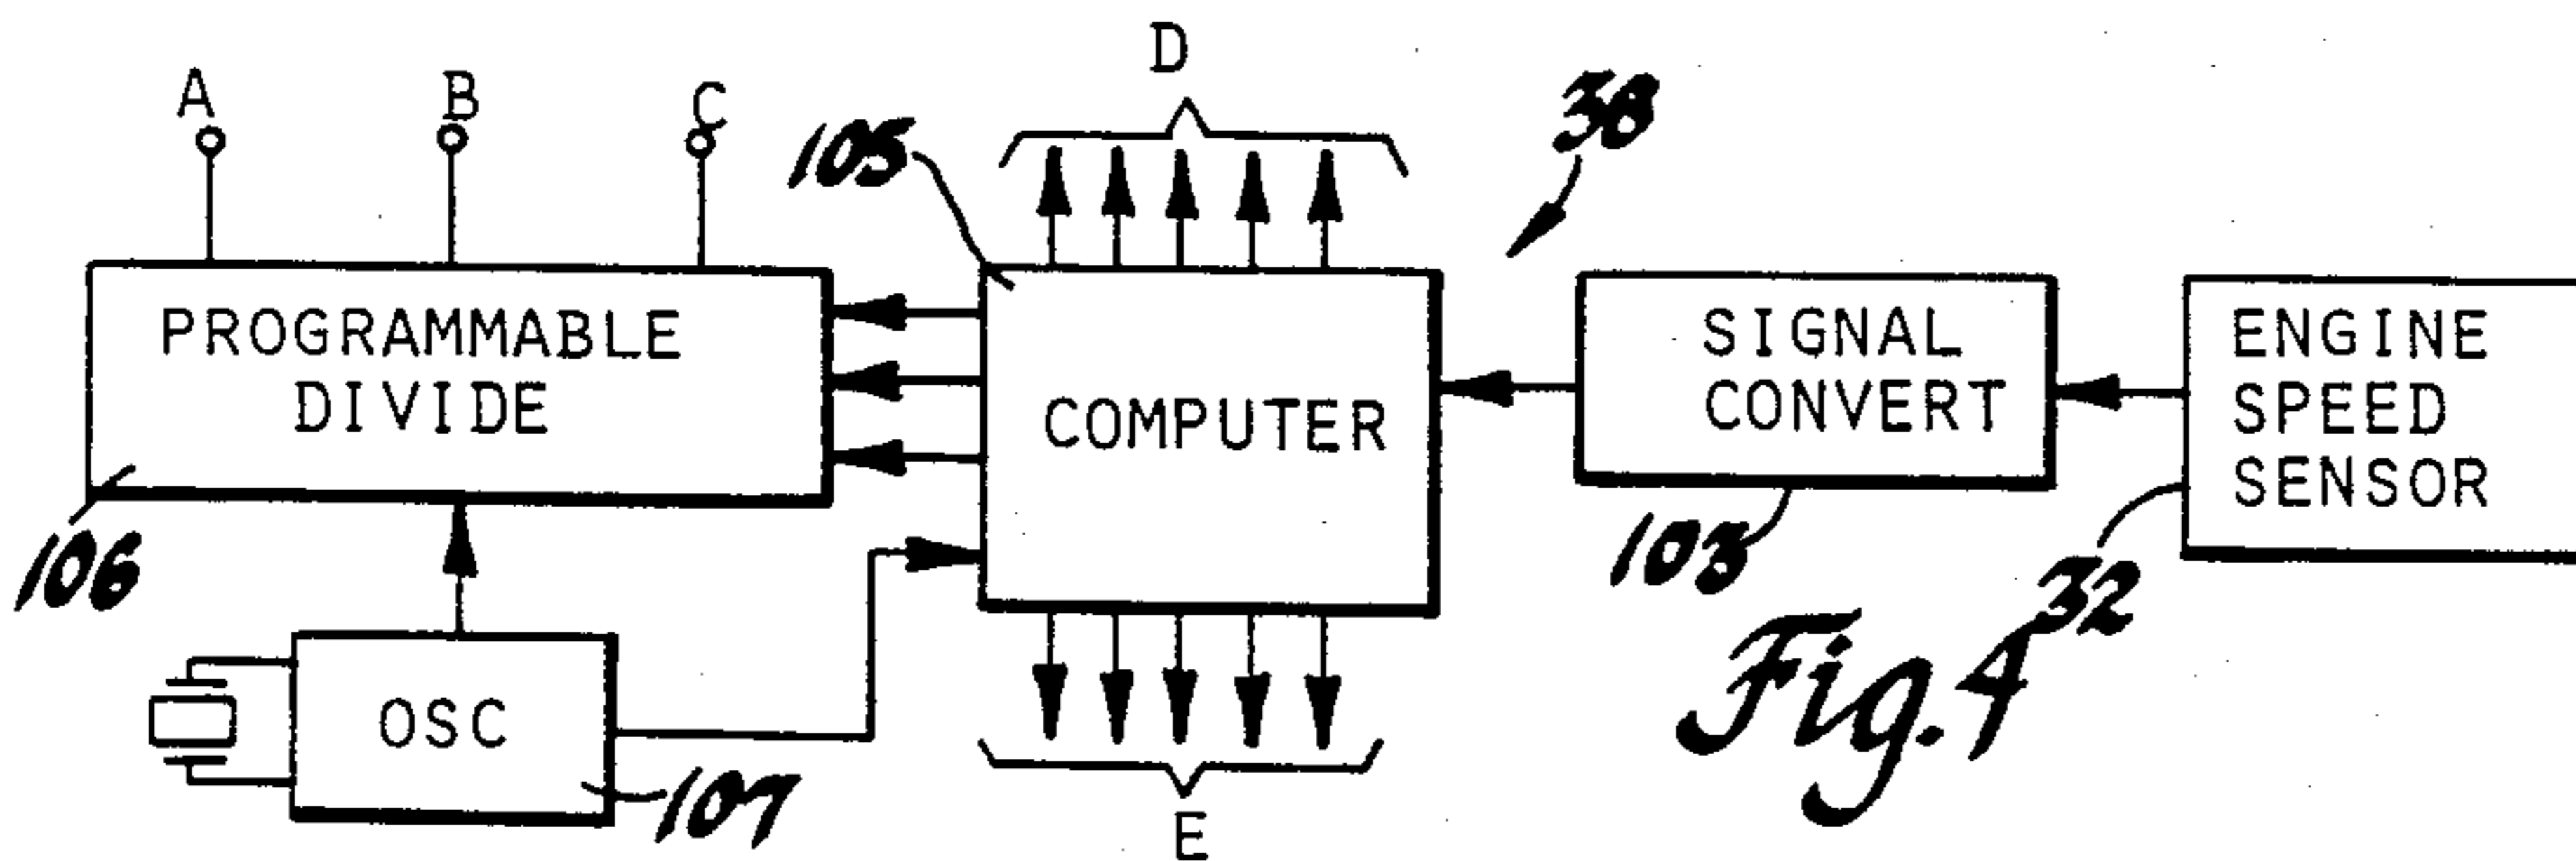 D
A
B
C
105
38
PROGRAMMABLE
DIVIDE
COMPUTER
SIGNAL
CONVERT
ENGINE
SPEED
SENSOR
106
103
32
OSC
107
E
Fig. 4